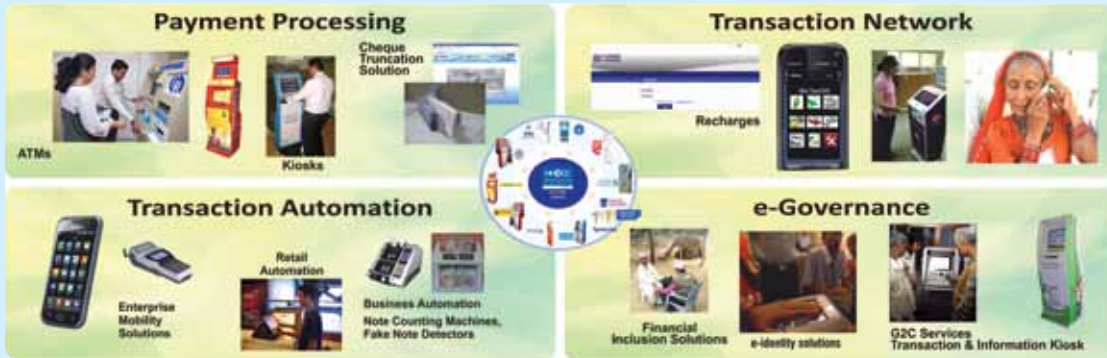 Payment Processing
ATMs
Kiosks
Cheque
Truncation
Solution
Transaction Network
Recharges
Transaction Automation
Enterprise
Mobility
Solutions
Retail
Automation
Business Automation
Note Counting Machines,
Fake Note Detectors
e-Governance
Financial
Inclusion Solutions
e-identity solutions
G2C Services
Transaction & Information Kiosk